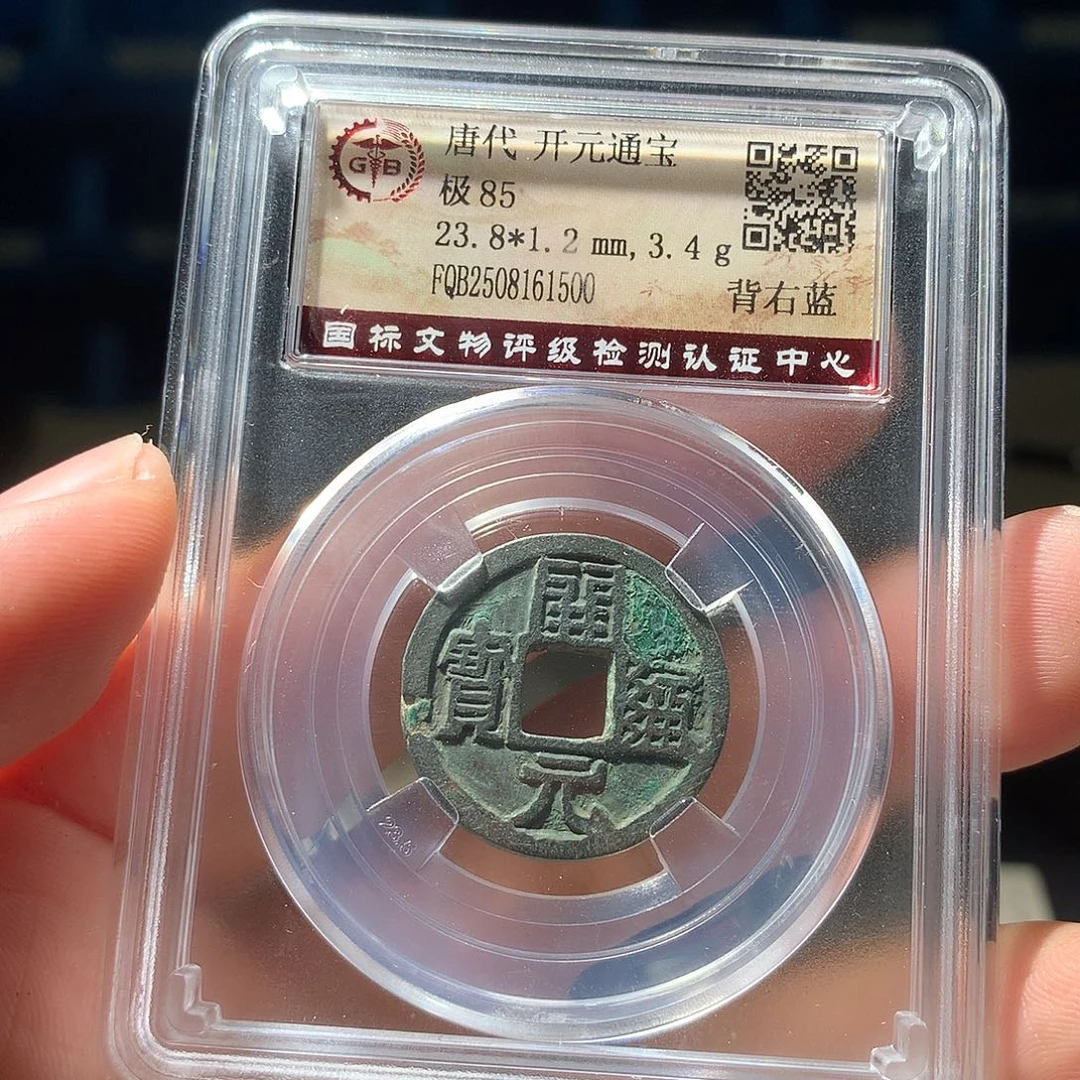 GB
唐代 开元通宝
极85
23.8*1.2 mm, 3.4 g
FQB2508161500
背右蓝
国标文物评级检测认证中心
開
寶
通
元